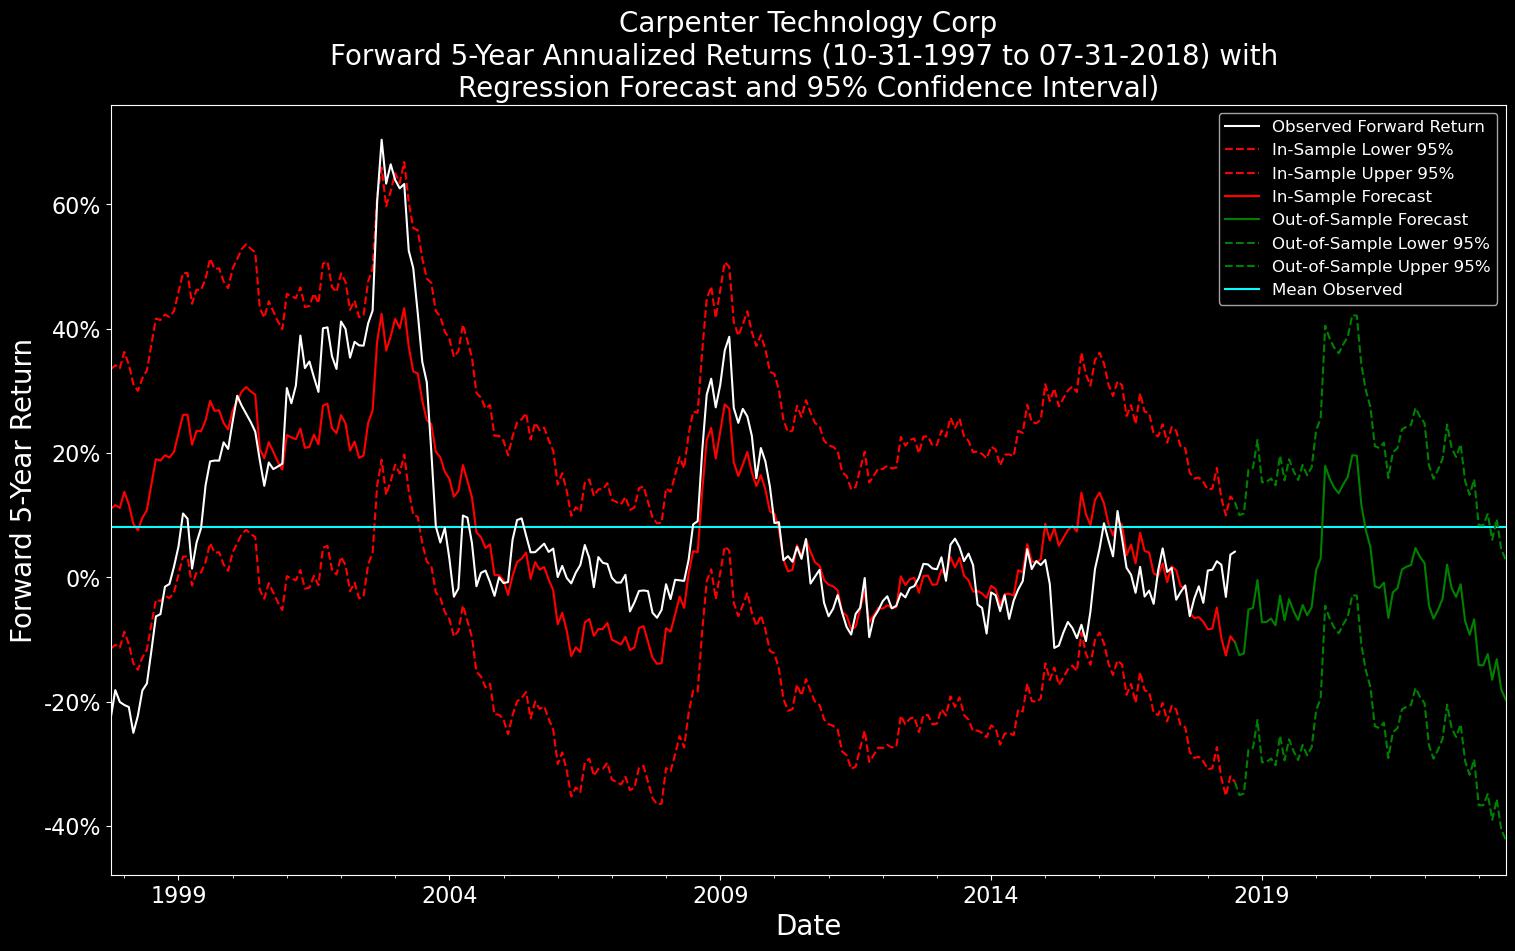 Carpenter Technology Corp
Forward 5-Year Annualized Returns (10-31-1997 to 07-31-2018) with
Regression Forecast and 95% Confidence Interval)
Observed Forward Return
In-Sample Lower 95%
In-Sample Upper 95%
In-Sample Forecast
Out-of-Sample Forecast
Out-of-Sample Lower 95%
Out-of-Sample Upper 95%
Mean Observed
Forward 5-Year Return
60%
40%
20%
0%
-20%
-40%
1999
2004
2009
2014
2019
Date